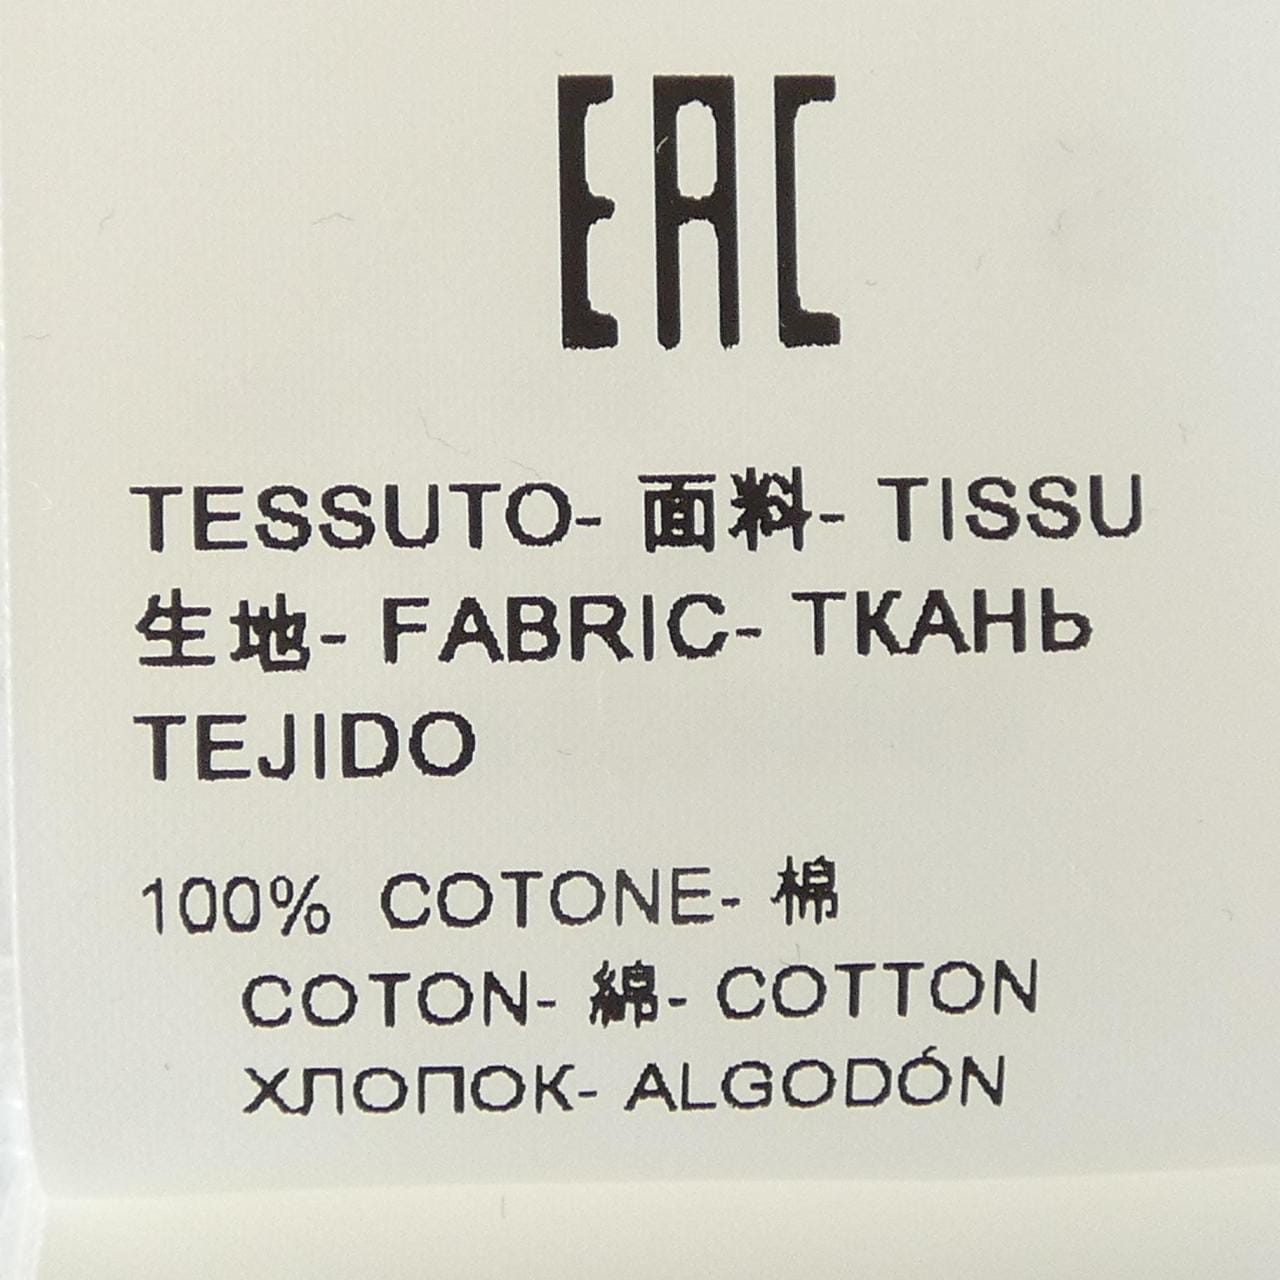 EAC
TESSUTO- 面料- TISSU
生地- FABRIC- ТКАНЬ
TEJIDO
100% COTONE- 棉
COTON- 綿- COTTON
ХЛОПОК- ALGODÓN